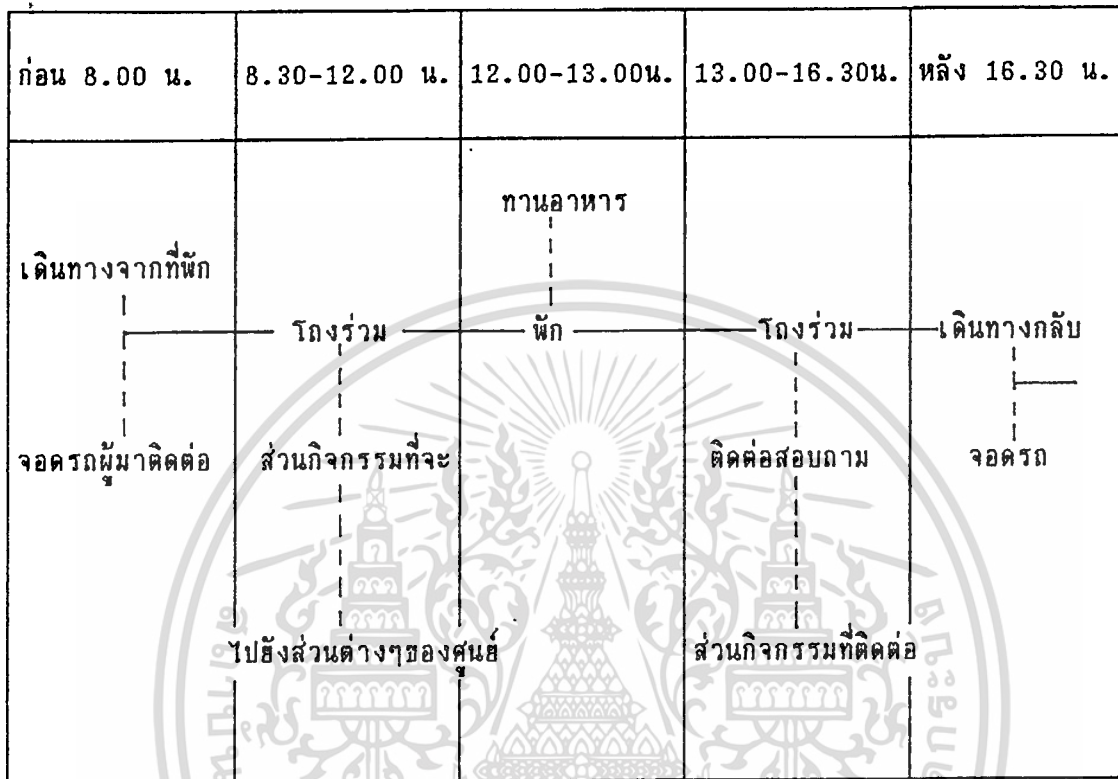 ก่อน 8.00 น. 8.30-12.00 น. 12.00-13.00น. 13.00-16.30น. หลัง 16.30 น.
ทานอาหาร
เดินทางจากที่พัก
โถงร่วม พัก โถงร่วม เดินทางกลับ
จอดรถผู้มาติดต่อ ส่วนกิจกรรมที่จะ ติดต่อสอบถาม จอดรถ
ไปยังส่วนต่างๆของศูนย์ ส่วนกิจกรรมที่ติดต่อ